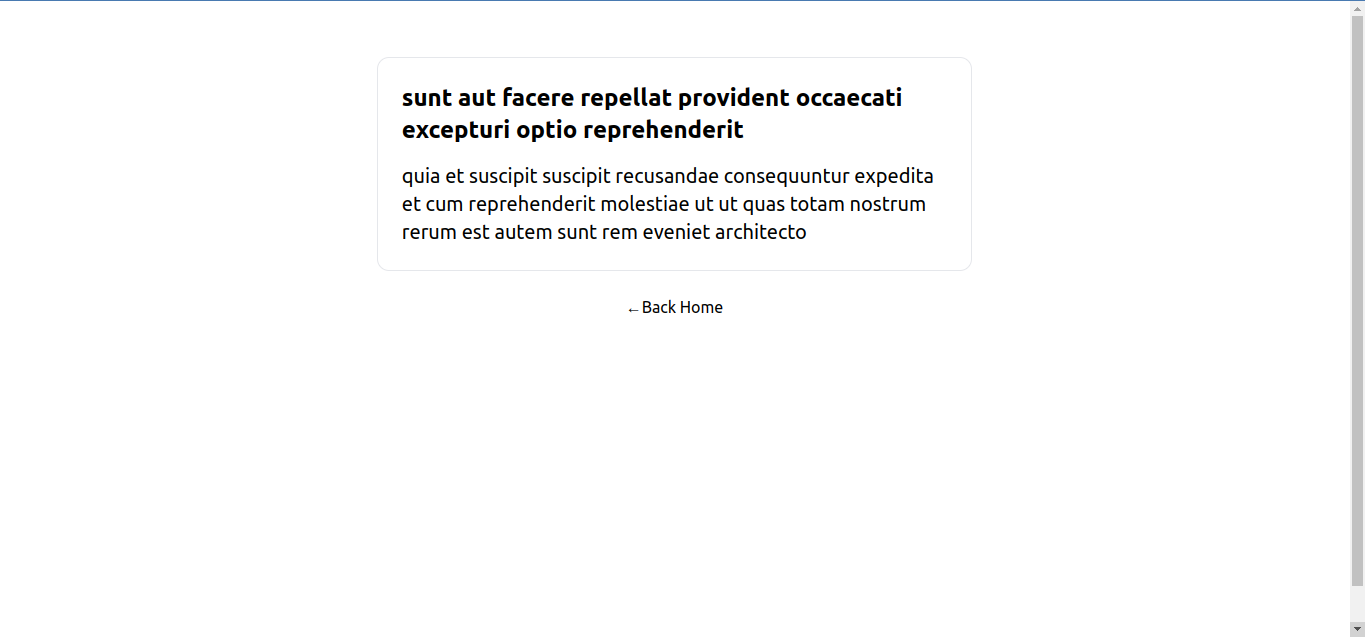 sunt aut facere repellat provident occaecati
excepturi optio reprehenderit
quia et suscipit suscipit recusandae consequuntur expedita
et cum reprehenderit molestiae ut ut quas totam nostrum
rerum est autem sunt rem eveniet architecto
←Back Home